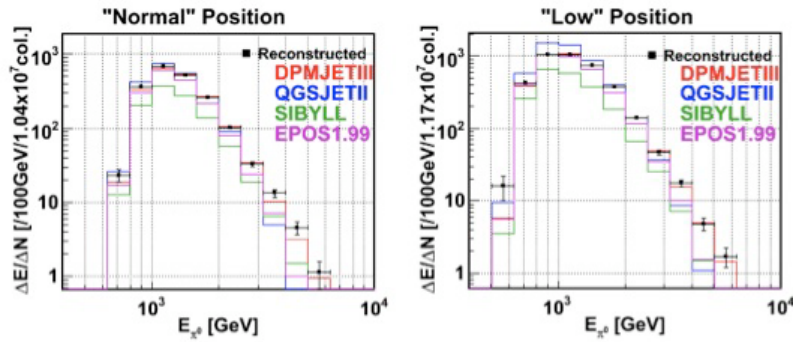 "Normal" Position
ΔE/ΔN [/100GeV/1.04x10⁷col.]
10³
10²
10
1
Reconstructed
DPMJETIII
QGSJETII
SIBYLL
EPOS1.99
10³
10⁴
E_π⁰ [GeV]
"Low" Position
ΔE/ΔN [/100GeV/1.17x10⁷col.]
10³
10²
10
1
Reconstructed
DPMJETIII
QGSJETII
SIBYLL
EPOS1.99
10³
10⁴
E_π⁰ [GeV]